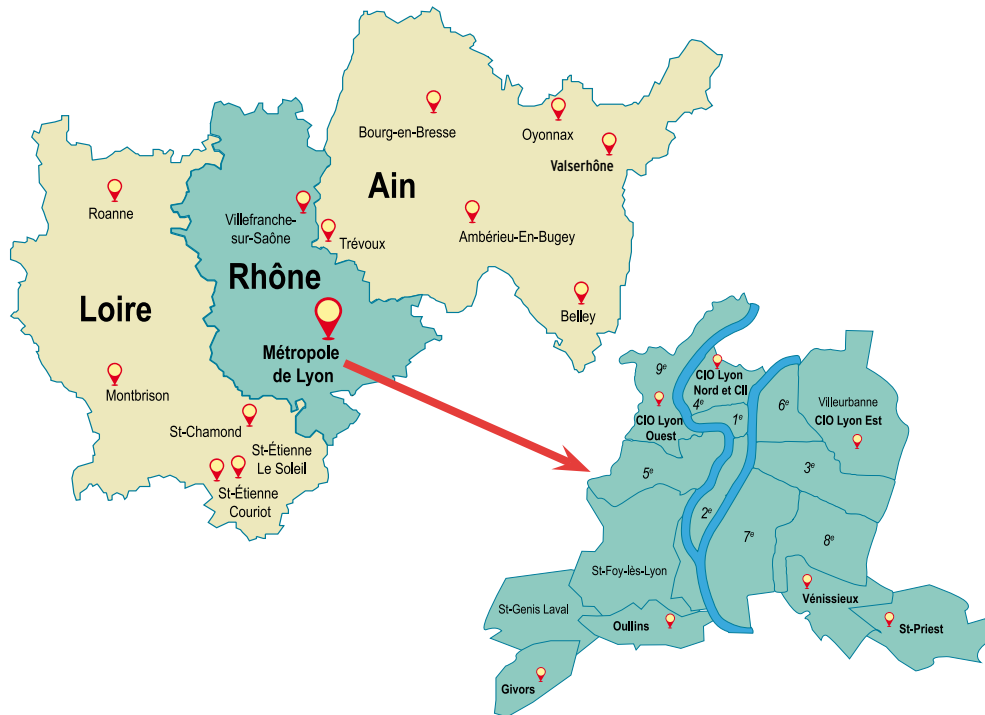 Bourg-en-Bresse
Oyonnax
Valserhône
Ain
Roanne
Villefranche-
sur-Saône
Trévoux
Ambérieu-En-Bugey
Rhône
Loire
Belley
Métropole
de Lyon
Montbrison
St-Chamond
St-Étienne
Le Soleil
St-Étienne
Couriot
9e
CIO Lyon
Nord et CII
4e
1e
6e
Villeurbanne
CIO Lyon Est
CIO Lyon
Ouest
5e
3e
2e
7e
8e
St-Foy-lès-Lyon
Vénissieux
St-Genis Laval
Oullins
St-Priest
Givors